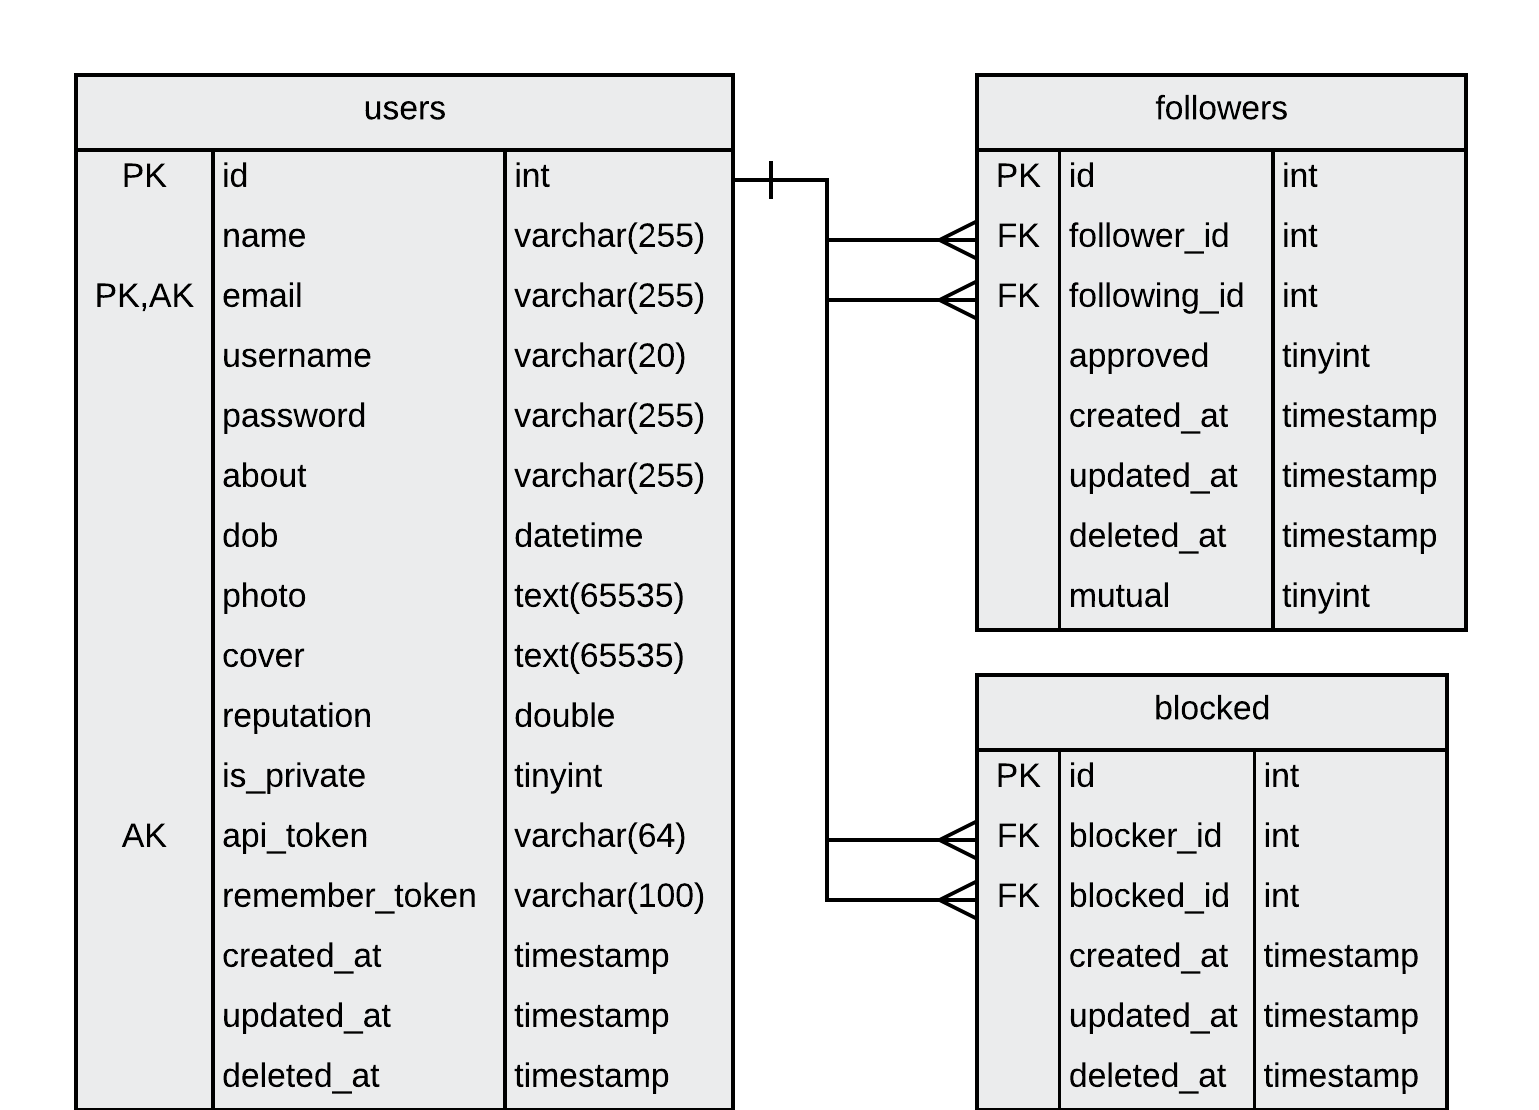 users
PK id int
name varchar(255)
PK,AK email varchar(255)
username varchar(20)
password varchar(255)
about varchar(255)
dob datetime
photo text(65535)
cover text(65535)
reputation double
is_private tinyint
AK api_token varchar(64)
remember_token varchar(100)
created_at timestamp
updated_at timestamp
deleted_at timestamp
followers
PK id int
FK follower_id int
FK following_id int
approved tinyint
created_at timestamp
updated_at timestamp
deleted_at timestamp
mutual tinyint
blocked
PK id int
FK blocker_id int
FK blocked_id int
created_at timestamp
updated_at timestamp
deleted_at timestamp